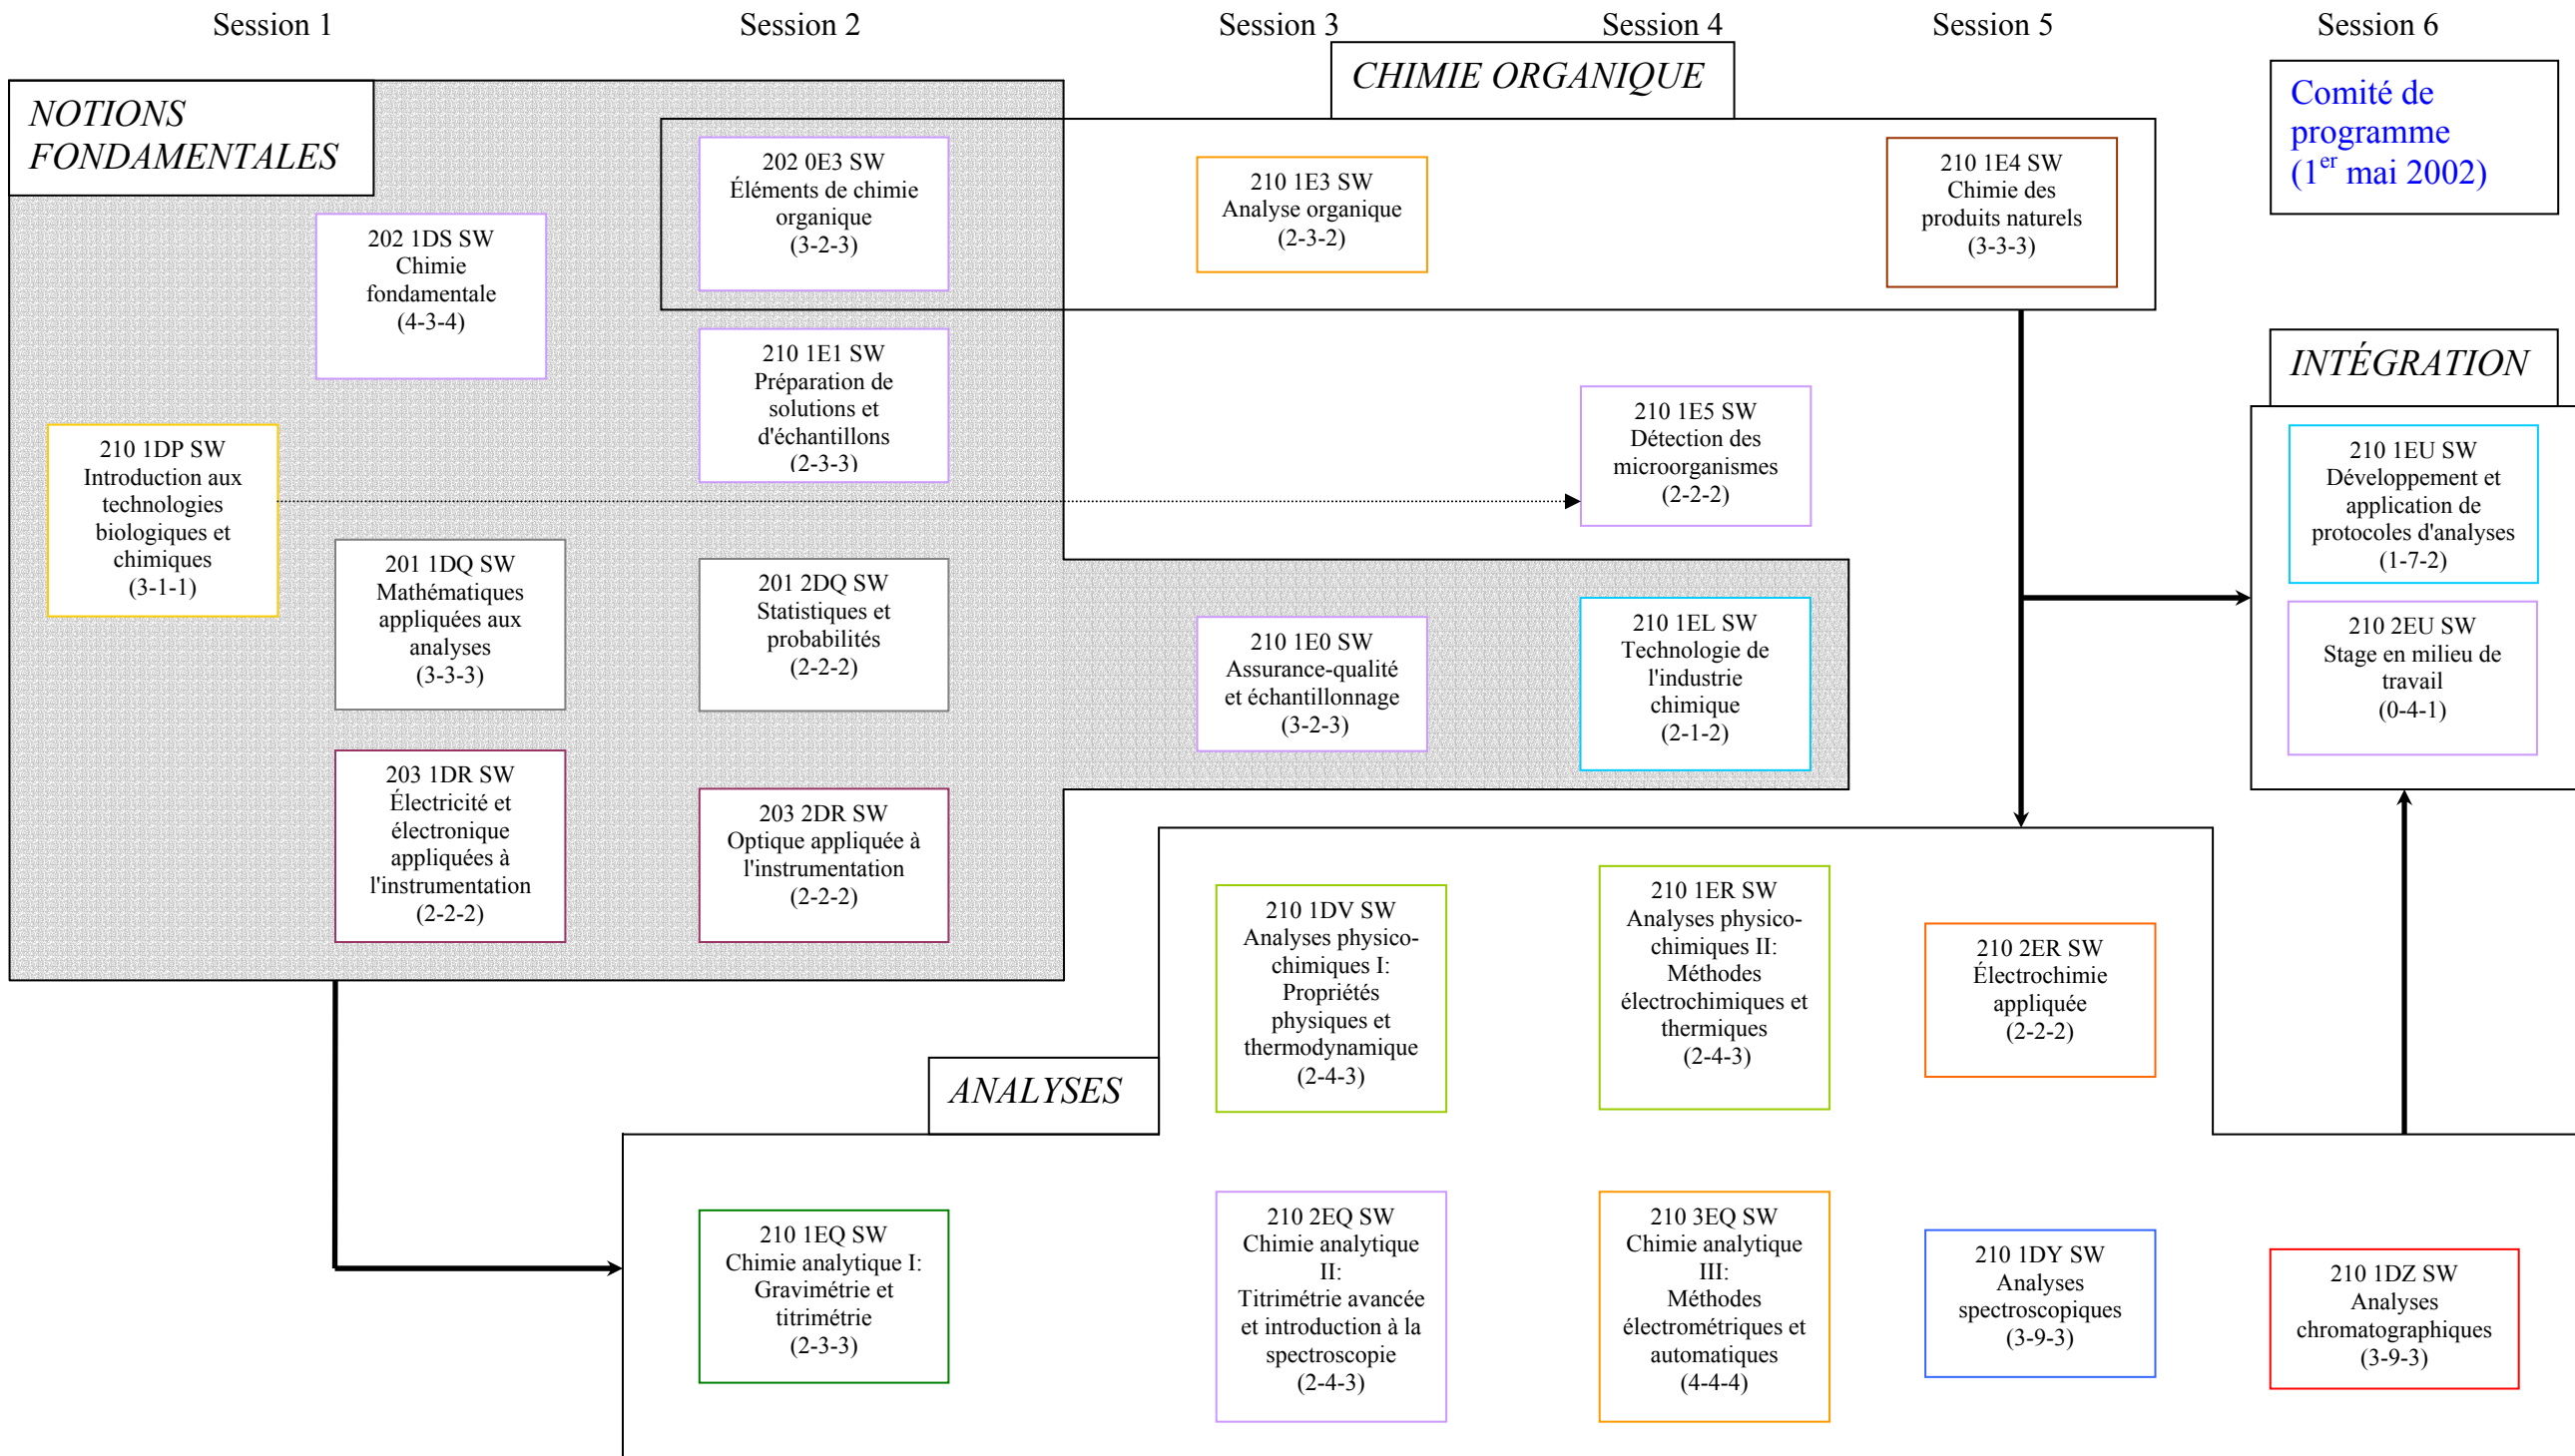 Session 1
Session 2
Session 3
Session 4
Session 5
Session 6
NOTIONS
FONDAMENTALES
CHIMIE ORGANIQUE
Comité de
programme
(1er mai 2002)
202 1DS SW
Chimie
fondamentale
(4-3-4)
202 0E3 SW
Éléments de chimie
organique
(3-2-3)
210 1E3 SW
Analyse organique
(2-3-2)
210 1E4 SW
Chimie des
produits naturels
(3-3-3)
210 1DP SW
Introduction aux
technologies
biologiques et
chimiques
(3-1-1)
210 1E1 SW
Préparation de
solutions et
d'échantillons
(2-3-3)
210 1E5 SW
Détection des
microorganismes
(2-2-2)
INTÉGRATION
210 1EU SW
Développement et
application de
protocoles d'analyses
(1-7-2)
210 2EU SW
Stage en milieu de
travail
(0-4-1)
201 1DQ SW
Mathématiques
appliquées aux
analyses
(3-3-3)
201 2DQ SW
Statistiques et
probabilités
(2-2-2)
210 1E0 SW
Assurance-qualité
et échantillonnage
(3-2-3)
210 1EL SW
Technologie de
l'industrie
chimique
(2-1-2)
203 1DR SW
Électricité et
électronique
appliquées à
l'instrumentation
(2-2-2)
203 2DR SW
Optique appliquée à
l'instrumentation
(2-2-2)
ANALYSES
210 1DV SW
Analyses physico-
chimiques I:
Propriétés
physiques et
thermodynamique
(2-4-3)
210 1ER SW
Analyses physico-
chimiques II:
Méthodes
électrochimiques et
thermiques
(2-4-3)
210 2ER SW
Électrochimie
appliquée
(2-2-2)
210 1EQ SW
Chimie analytique I:
Gravimétrie et
titrimétrie
(2-3-3)
210 2EQ SW
Chimie analytique
II:
Titrimétrie avancée
et introduction à la
spectroscopie
(2-4-3)
210 3EQ SW
Chimie analytique
III:
Méthodes
électrométriques et
automatiques
(4-4-4)
210 1DY SW
Analyses
spectroscopiques
(3-9-3)
210 1DZ SW
Analyses
chromatographiques
(3-9-3)